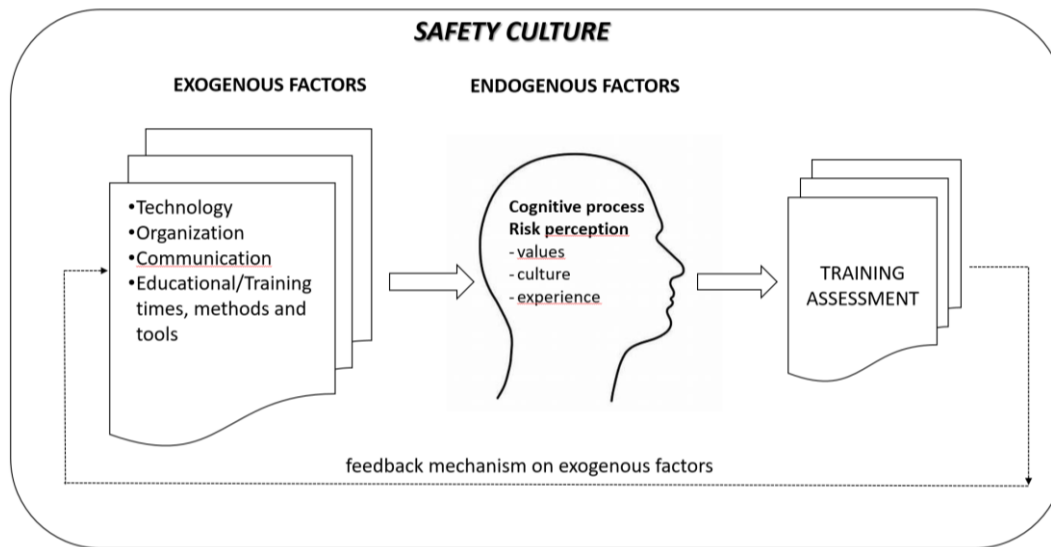 SAFETY CULTURE
EXOGENOUS FACTORS
ENDOGENOUS FACTORS
•Technology
•Organization
•Communication
•Educational/Training
times, methods and
tools
Cognitive process
Risk perception
- values
- culture
- experience
TRAINING
ASSESSMENT
feedback mechanism on exogenous factors